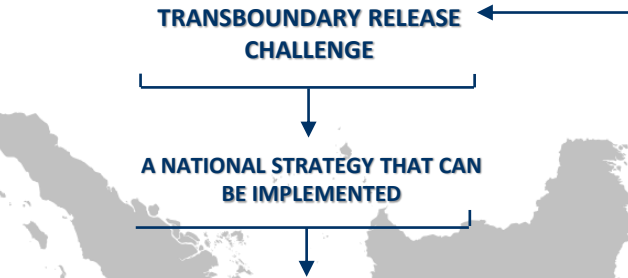 TRANSBOUNDARY RELEASE
CHALLENGE
A NATIONAL STRATEGY THAT CAN
BE IMPLEMENTED